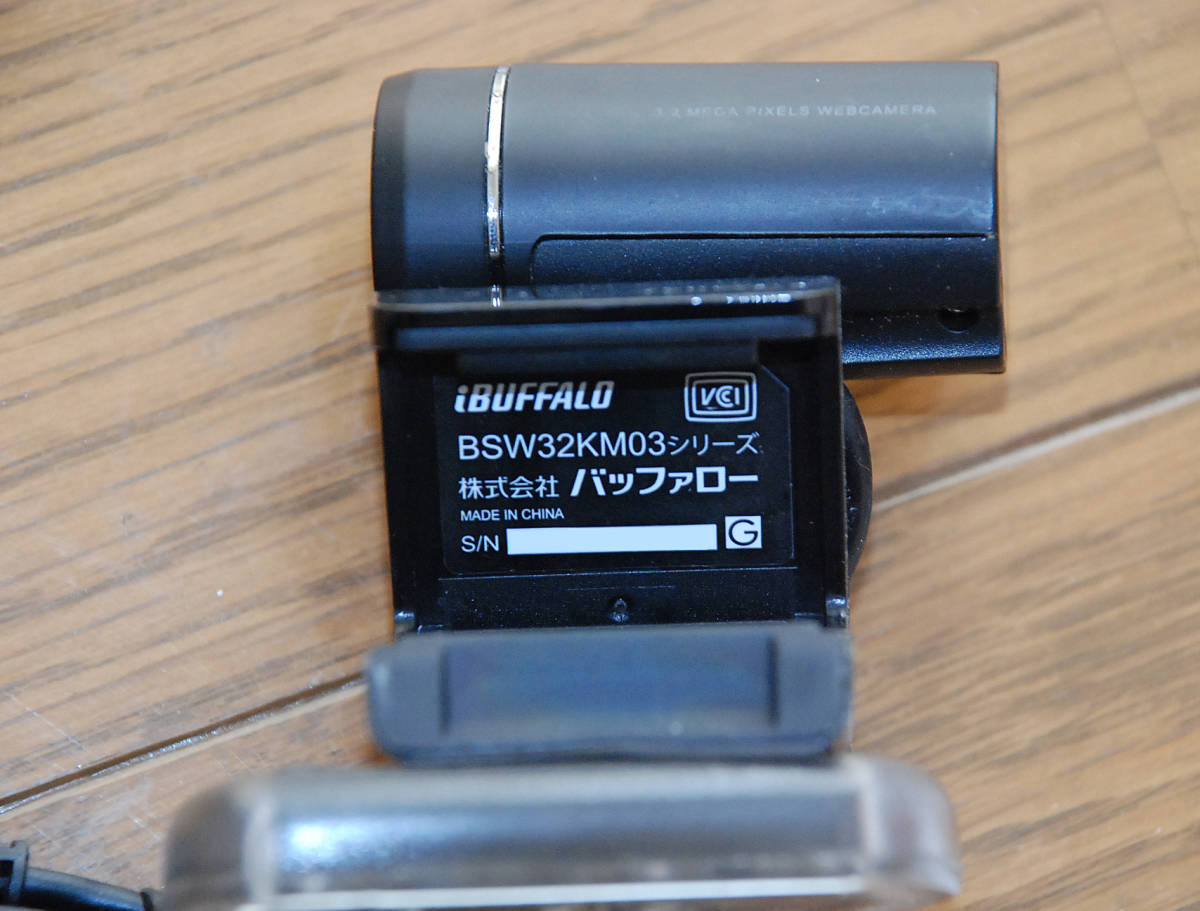 3.2 MEGA PIXELS WEBCAMERA
iBUFFALO VCCI
BSW32KM03シリーズ
株式会社 バッファロー
MADE IN CHINA
S/N G